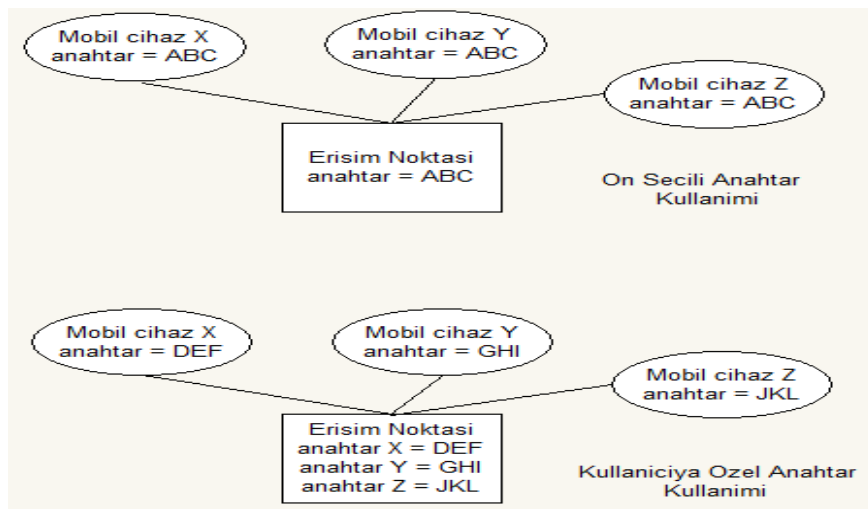 Mobil cihaz X
anahtar = ABC
Mobil cihaz Y
anahtar = ABC
Mobil cihaz Z
anahtar = ABC
Erisim Noktasi
anahtar = ABC
On Secili Anahtar
Kullanimi
Mobil cihaz X
anahtar = DEF
Mobil cihaz Y
anahtar = GHI
Mobil cihaz Z
anahtar = JKL
Erisim Noktasi
anahtar X = DEF
anahtar Y = GHI
anahtar Z = JKL
Kullaniciya Ozel Anahtar
Kullanimi